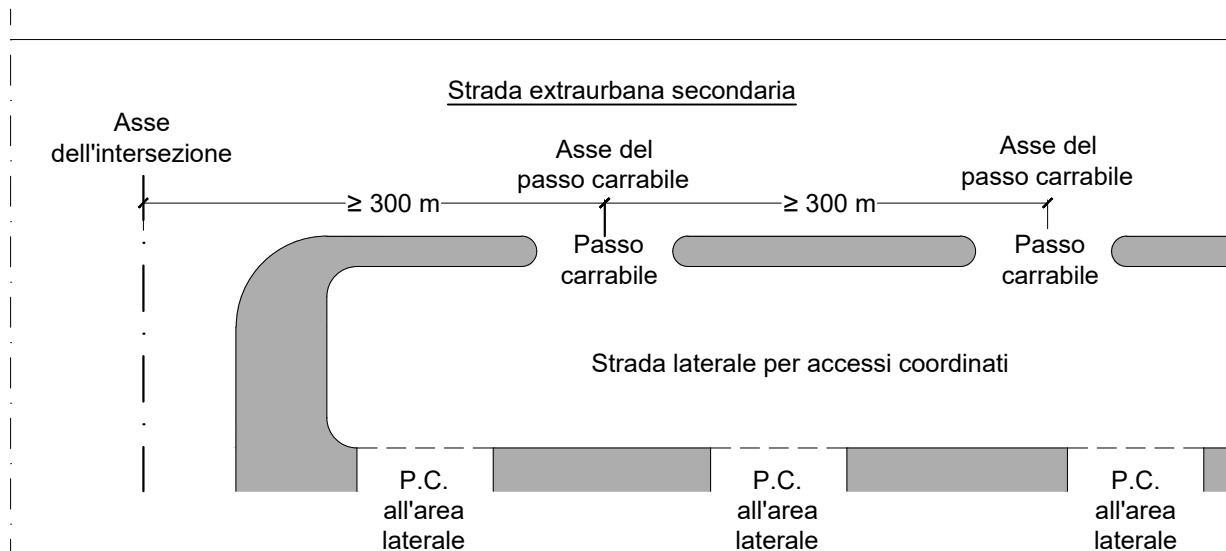 Strada extraurbana secondaria
Asse
dell'intersezione
Asse del
passo carrabile
Asse del
passo carrabile
≥ 300 m
≥ 300 m
Passo
carrabile
Passo
carrabile
Strada laterale per accessi coordinati
P.C.
all'area
laterale
P.C.
all'area
laterale
P.C.
all'area
laterale